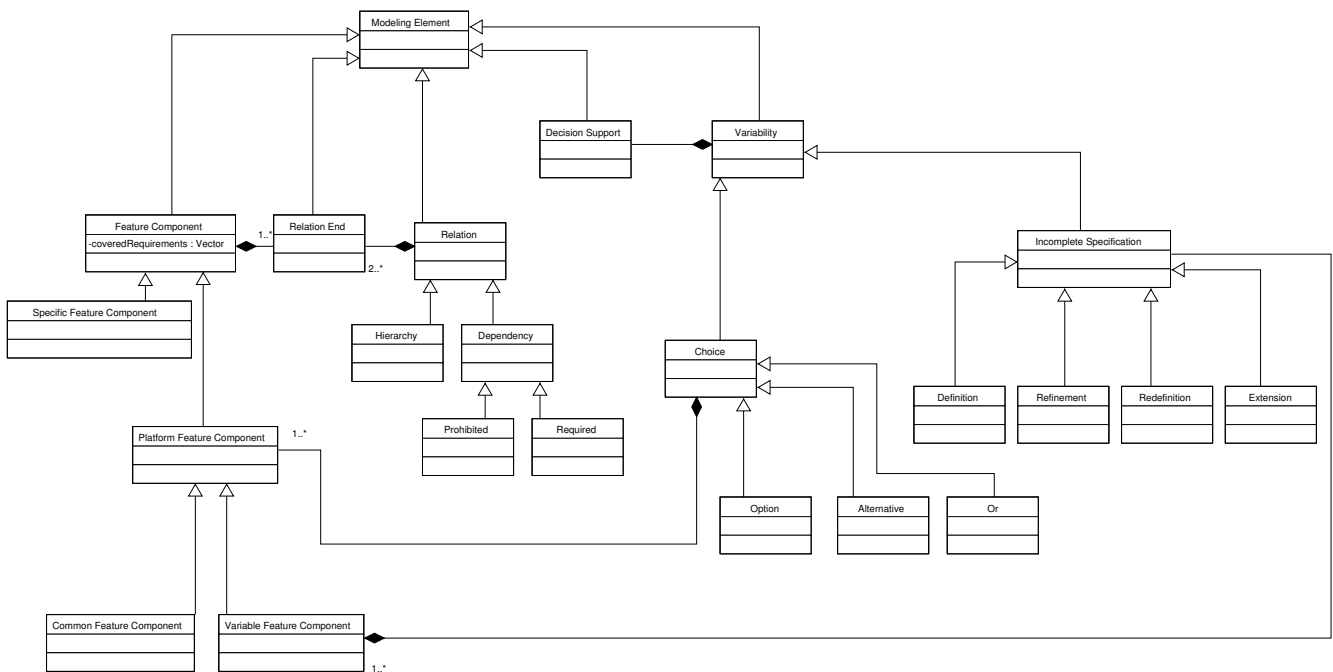 Modeling Element
Decision Support
Variability
Feature Component
-coveredRequirements : Vector
1..*
Relation End
2..*
Relation
Incomplete Specification
Specific Feature Component
Hierarchy
Dependency
Choice
Definition
Refinement
Redefinition
Extension
Platform Feature Component
1..*
Prohibited
Required
Option
Alternative
Or
Common Feature Component
Variable Feature Component
1..*